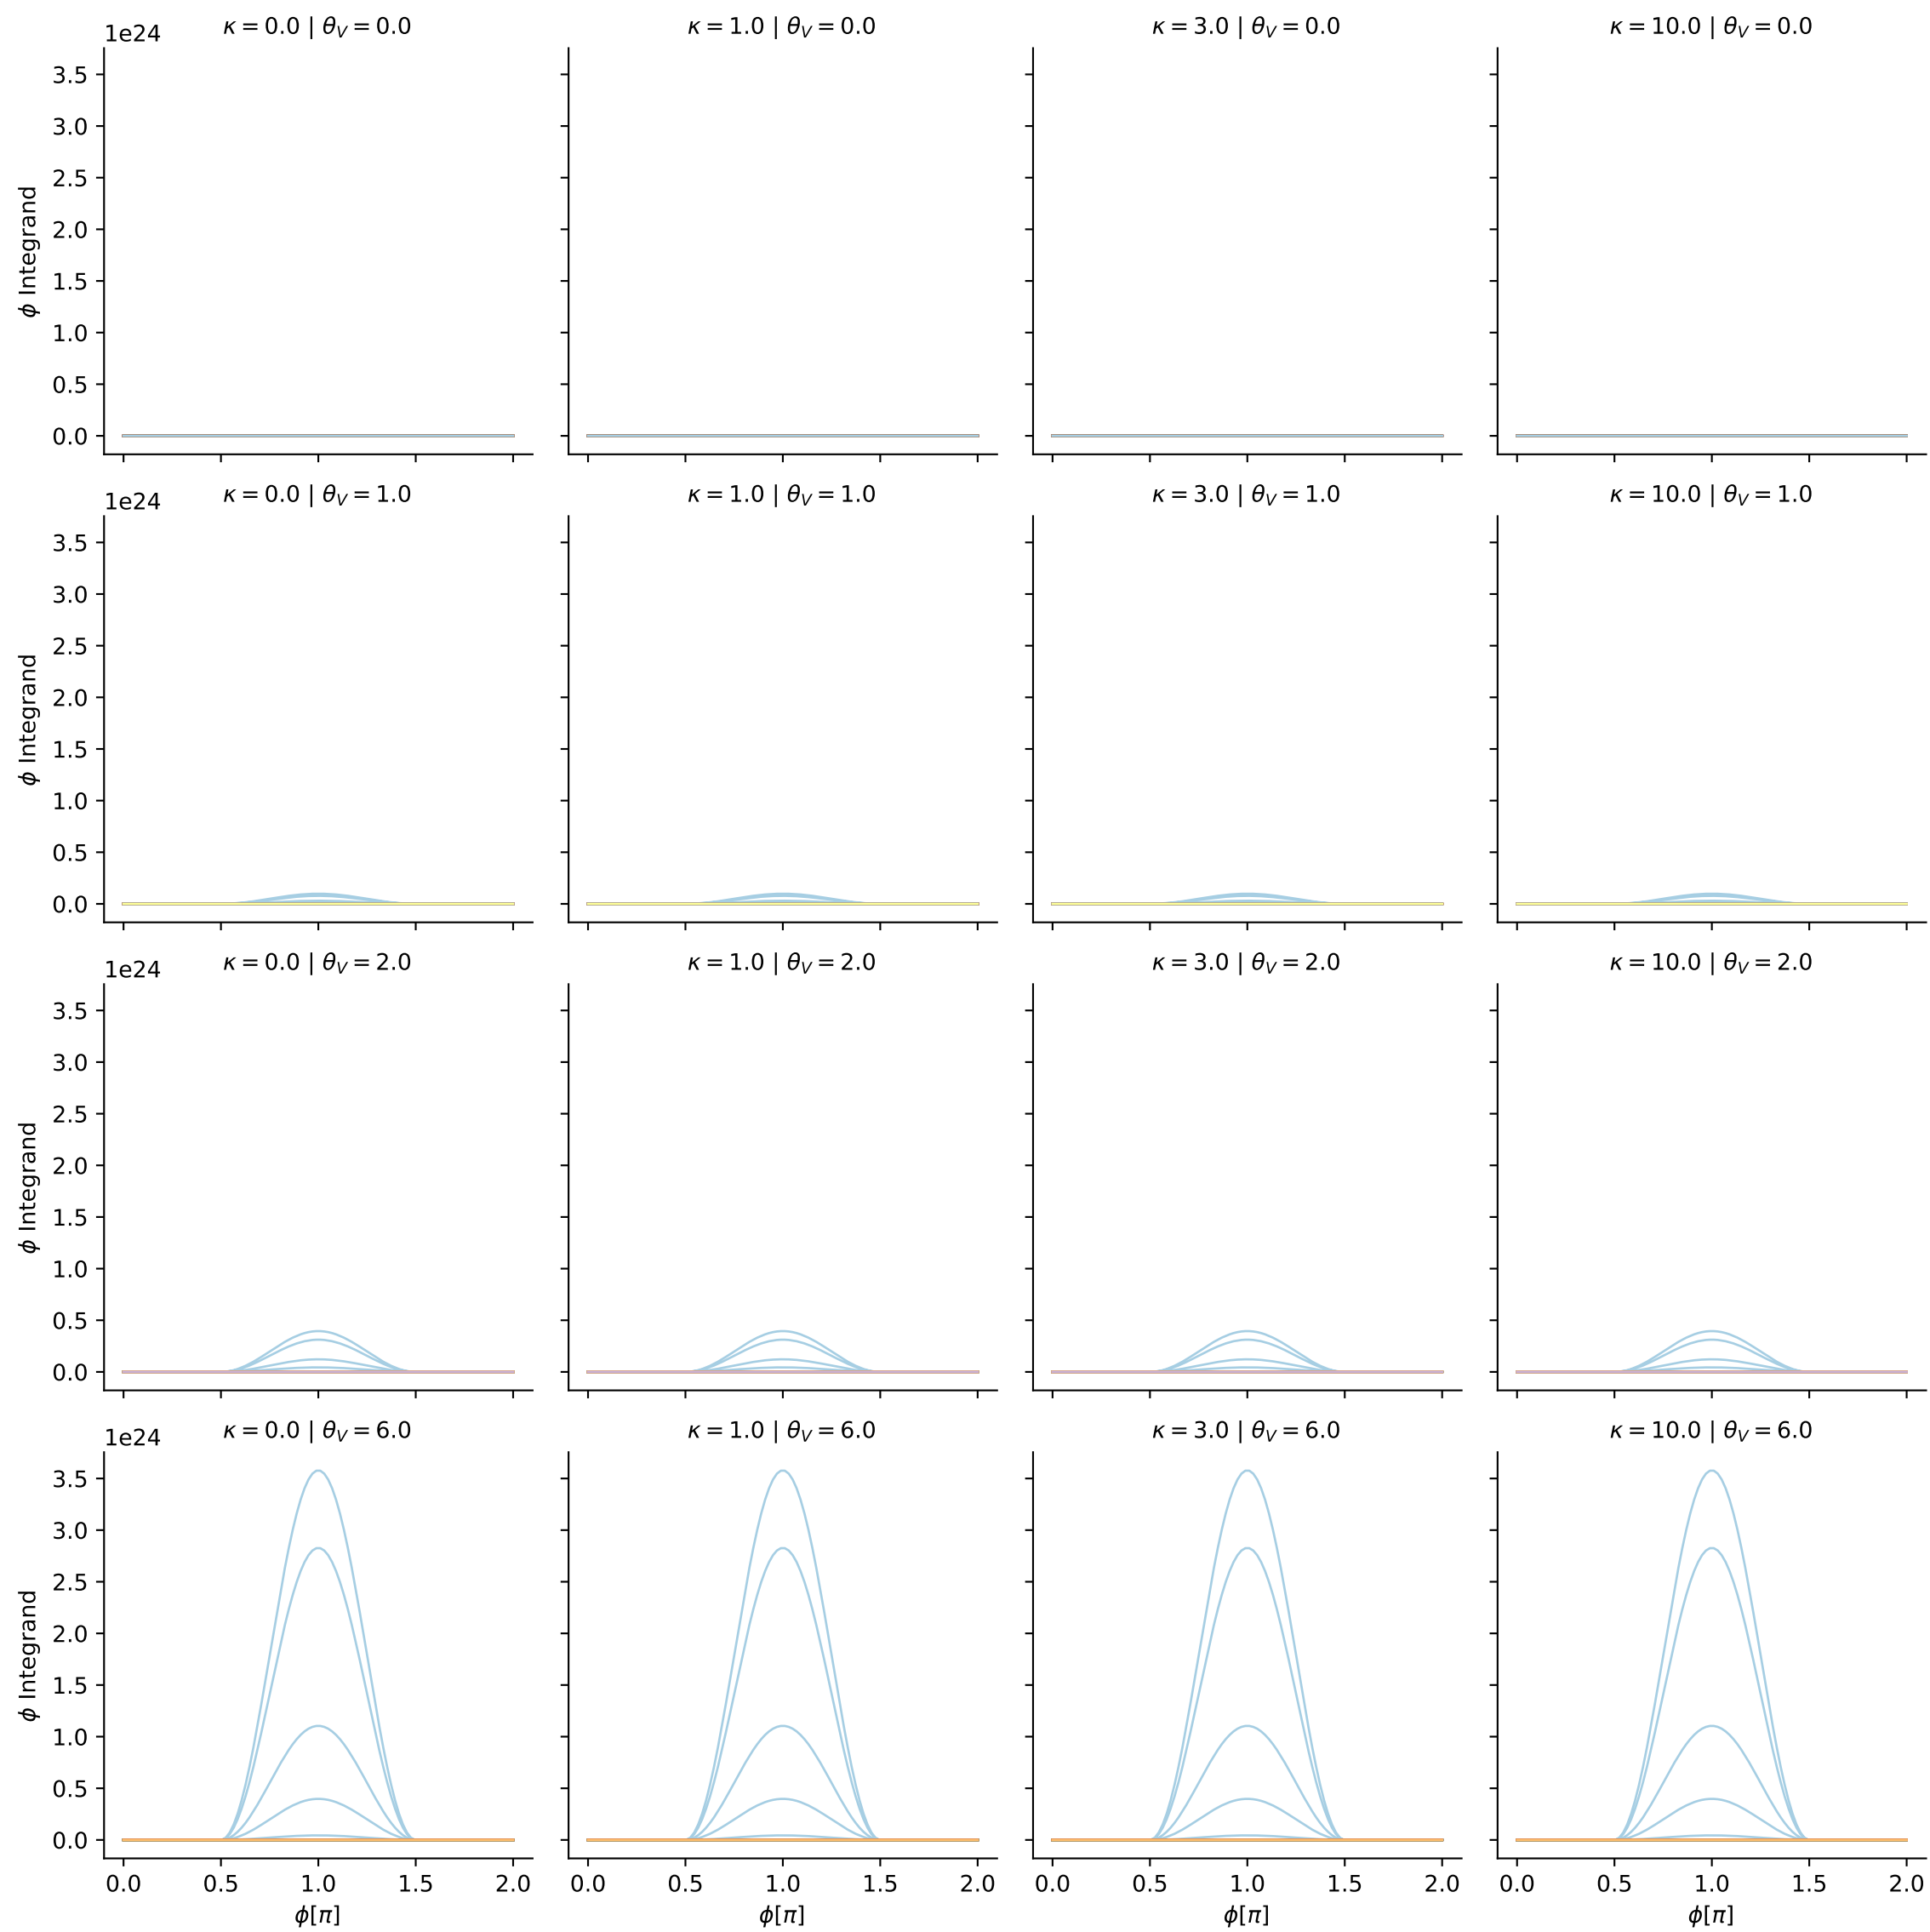 κ = 0.0 | θ_V = 0.0
κ = 1.0 | θ_V = 0.0
κ = 3.0 | θ_V = 0.0
κ = 10.0 | θ_V = 0.0
1e24
3.5
3.0
2.5
2.0
1.5
1.0
0.5
0.0
ϕ Integrand
κ = 0.0 | θ_V = 1.0
κ = 1.0 | θ_V = 1.0
κ = 3.0 | θ_V = 1.0
κ = 10.0 | θ_V = 1.0
1e24
3.5
3.0
2.5
2.0
1.5
1.0
0.5
0.0
ϕ Integrand
κ = 0.0 | θ_V = 2.0
κ = 1.0 | θ_V = 2.0
κ = 3.0 | θ_V = 2.0
κ = 10.0 | θ_V = 2.0
1e24
3.5
3.0
2.5
2.0
1.5
1.0
0.5
0.0
ϕ Integrand
κ = 0.0 | θ_V = 6.0
κ = 1.0 | θ_V = 6.0
κ = 3.0 | θ_V = 6.0
κ = 10.0 | θ_V = 6.0
1e24
3.5
3.0
2.5
2.0
1.5
1.0
0.5
0.0
ϕ Integrand
0.0 0.5 1.0 1.5 2.0
0.0 0.5 1.0 1.5 2.0
0.0 0.5 1.0 1.5 2.0
0.0 0.5 1.0 1.5 2.0
ϕ[π]
ϕ[π]
ϕ[π]
ϕ[π]